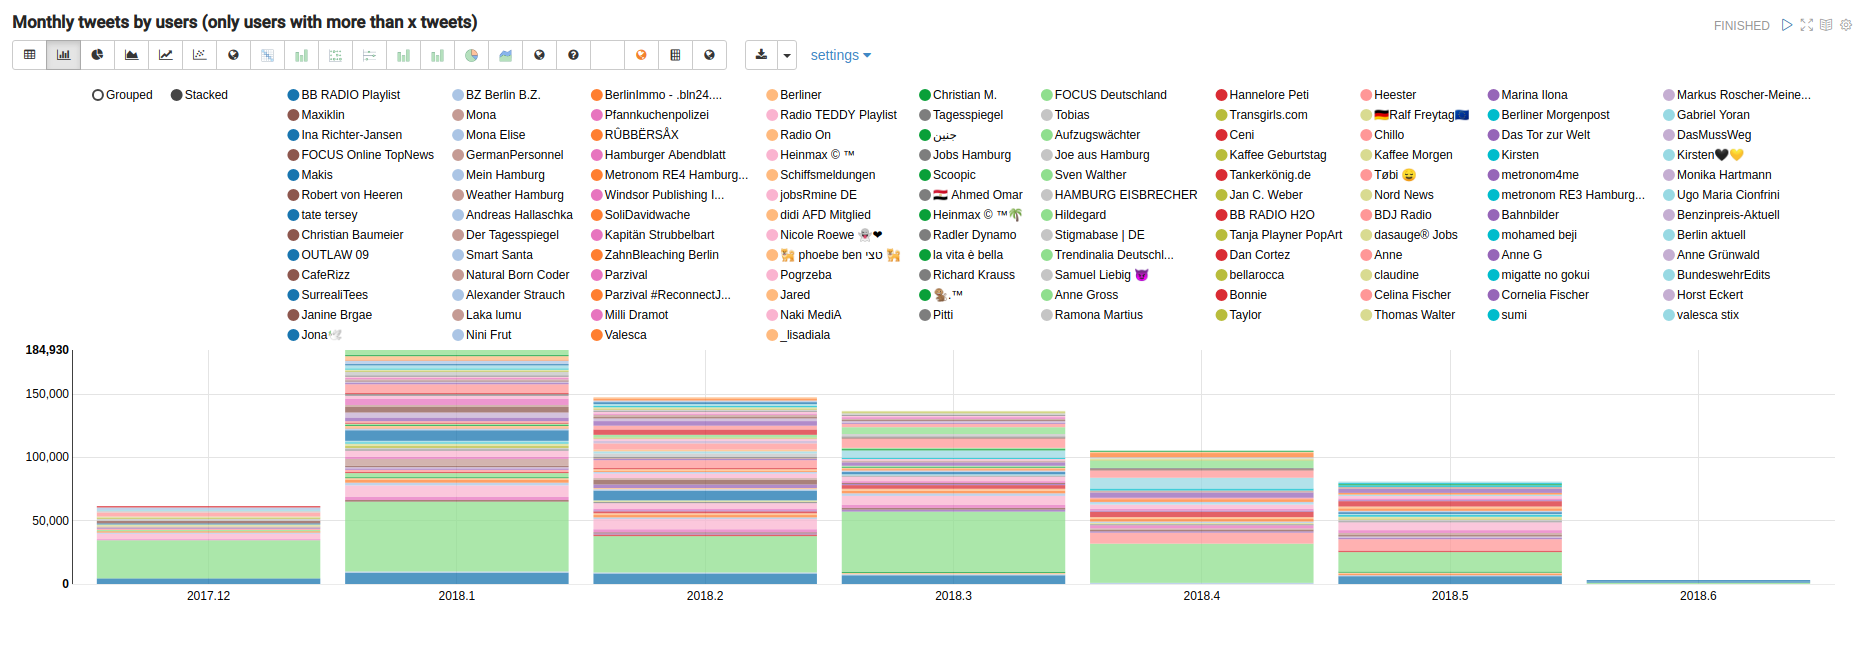 Monthly tweets by users (only users with more than x tweets)
FINISHED
settings
Grouped Stacked
BB RADIO Playlist BZ Berlin B.Z. BerlinImmo - .bln24.... Berliner Christian M. FOCUS Deutschland Hannelore Peti Heester Marina Ilona Markus Roscher-Meine...
Maxiklin Mona Pfannkuchenpolizei Radio TEDDY Playlist Tagesspiegel Tobias Transgirls.com 🇩🇪Ralf Freytag🇪🇺 Berliner Morgenpost Gabriel Yoran
Ina Richter-Jansen Mona Elise RÛBBËRSÅX Radio On جنين Aufzugswächter Ceni Chillo Das Tor zur Welt DasMussWeg
FOCUS Online TopNews GermanPersonnel Hamburger Abendblatt Heinmax © ™ Jobs Hamburg Joe aus Hamburg Kaffee Geburtstag Kaffee Morgen Kirsten Kirsten🖤💛
Makis Mein Hamburg Metronom RE4 Hamburg... Schiffsmeldungen Scoopic Sven Walther Tankerkönig.de Tøbi 😄 metronom4me Monika Hartmann
Robert von Heeren Weather Hamburg Windsor Publishing I... jobsRmine DE 🇪🇬 Ahmed Omar HAMBURG EISBRECHER Jan C. Weber Nord News metronom RE3 Hamburg... Ugo Maria Cionfrini
tate tersey Andreas Hallaschka SoliDavidwache didi AFD Mitglied Heinmax © ™🌴 Hildegard BB RADIO H2O BDJ Radio Bahnbilder Benzinpreis-Aktuell
Christian Baumeier Der Tagesspiegel Kapitän Strubbelbart Nicole Roewe 👻❤ Radler Dynamo Stigmabase | DE Tanja Playner PopArt dasauge® Jobs mohamed beji Berlin aktuell
OUTLAW 09 Smart Santa ZahnBleaching Berlin 🐈 phoebe ben טצי 🐈 la vita è bella Trendinalia Deutschl... Dan Cortez Anne Anne G Anne Grünwald
CafeRizz Natural Born Coder Parzival Pogrzeba Richard Krauss Samuel Liebig 😈 bellarocca claudine migatte no gokui BundeswehrEdits
SurrealiTees Alexander Strauch Parzival #ReconnectJ... Jared 🐿.™ Anne Gross Bonnie Celina Fischer Cornelia Fischer Horst Eckert
Janine Brgae Laka lumu Milli Dramot Naki MediA Pitti Ramona Martius Taylor Thomas Walter sumi valesca stix
Jona🕊 Nini Frut Valesca _lisadiala
184,930
150,000
100,000
50,000
0
2017.12 2018.1 2018.2 2018.3 2018.4 2018.5 2018.6